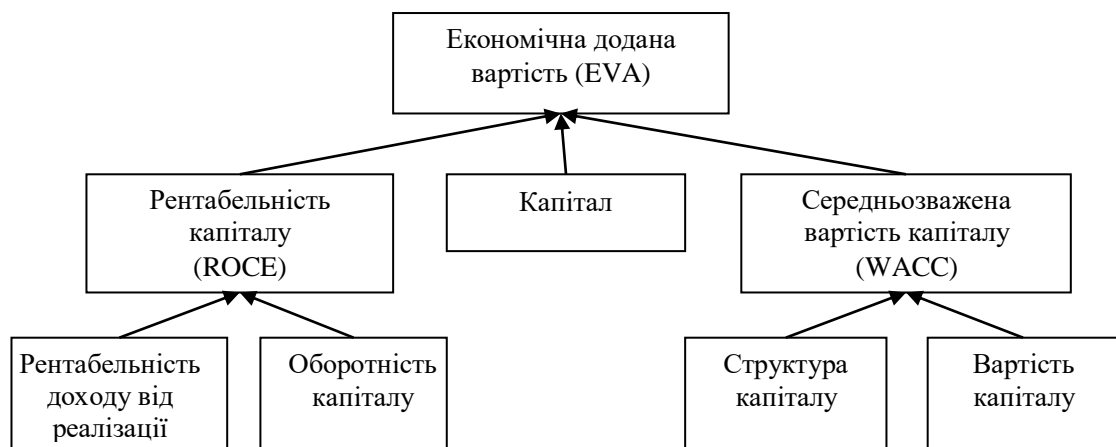 Економічна додана
вартість (EVA)
Рентабельність
капіталу
(ROCE)
Капітал
Середньозважена
вартість капіталу
(WACC)
Рентабельність
доходу від
реалізації
Оборотність
капіталу
Структура
капіталу
Вартість
капіталу